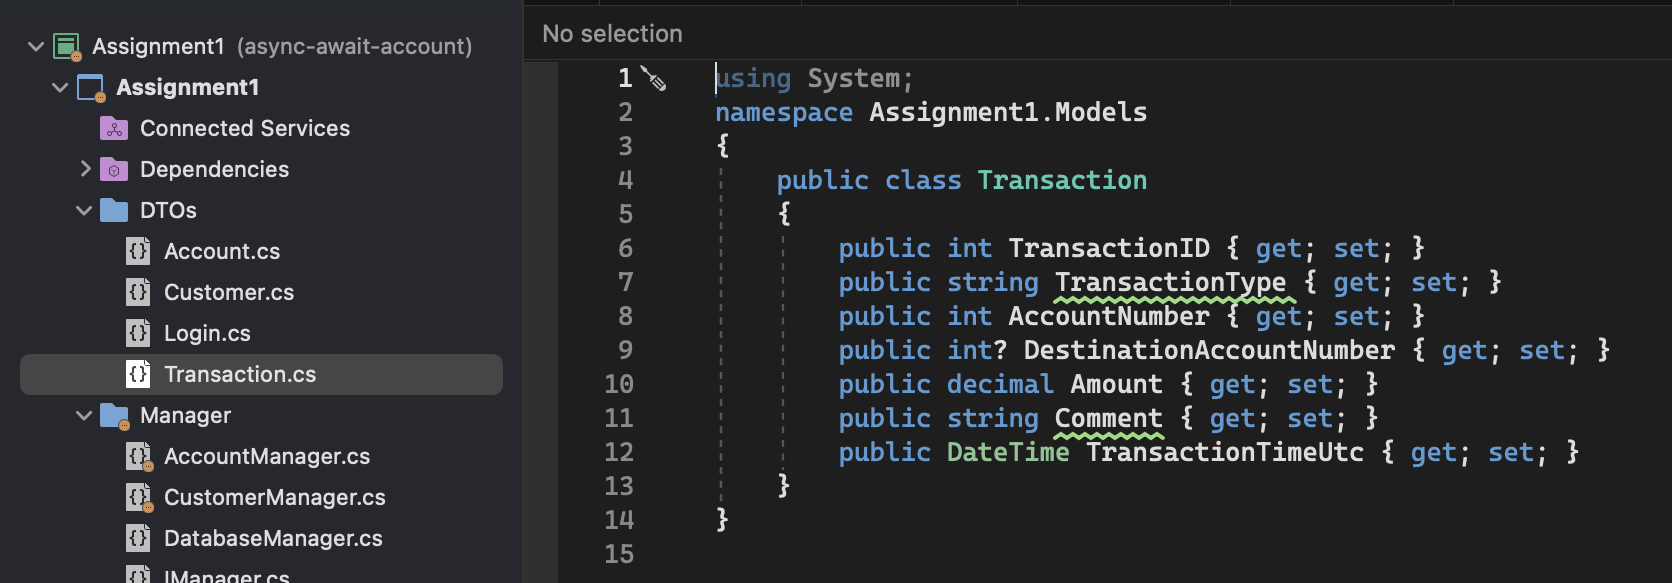 Assignment1 (async-await-account)
Assignment1
Connected Services
Dependencies
DTOs
Account.cs
Customer.cs
Login.cs
Transaction.cs
Manager
AccountManager.cs
CustomerManager.cs
DatabaseManager.cs
IManager.cs
No selection
1 using System;
2 namespace Assignment1.Models
3 {
4 public class Transaction
5 {
6 public int TransactionID { get; set; }
7 public string TransactionType { get; set; }
8 public int AccountNumber { get; set; }
9 public int? DestinationAccountNumber { get; set; }
10 public decimal Amount { get; set; }
11 public string Comment { get; set; }
12 public DateTime TransactionTimeUtc { get; set; }
13 }
14 }
15